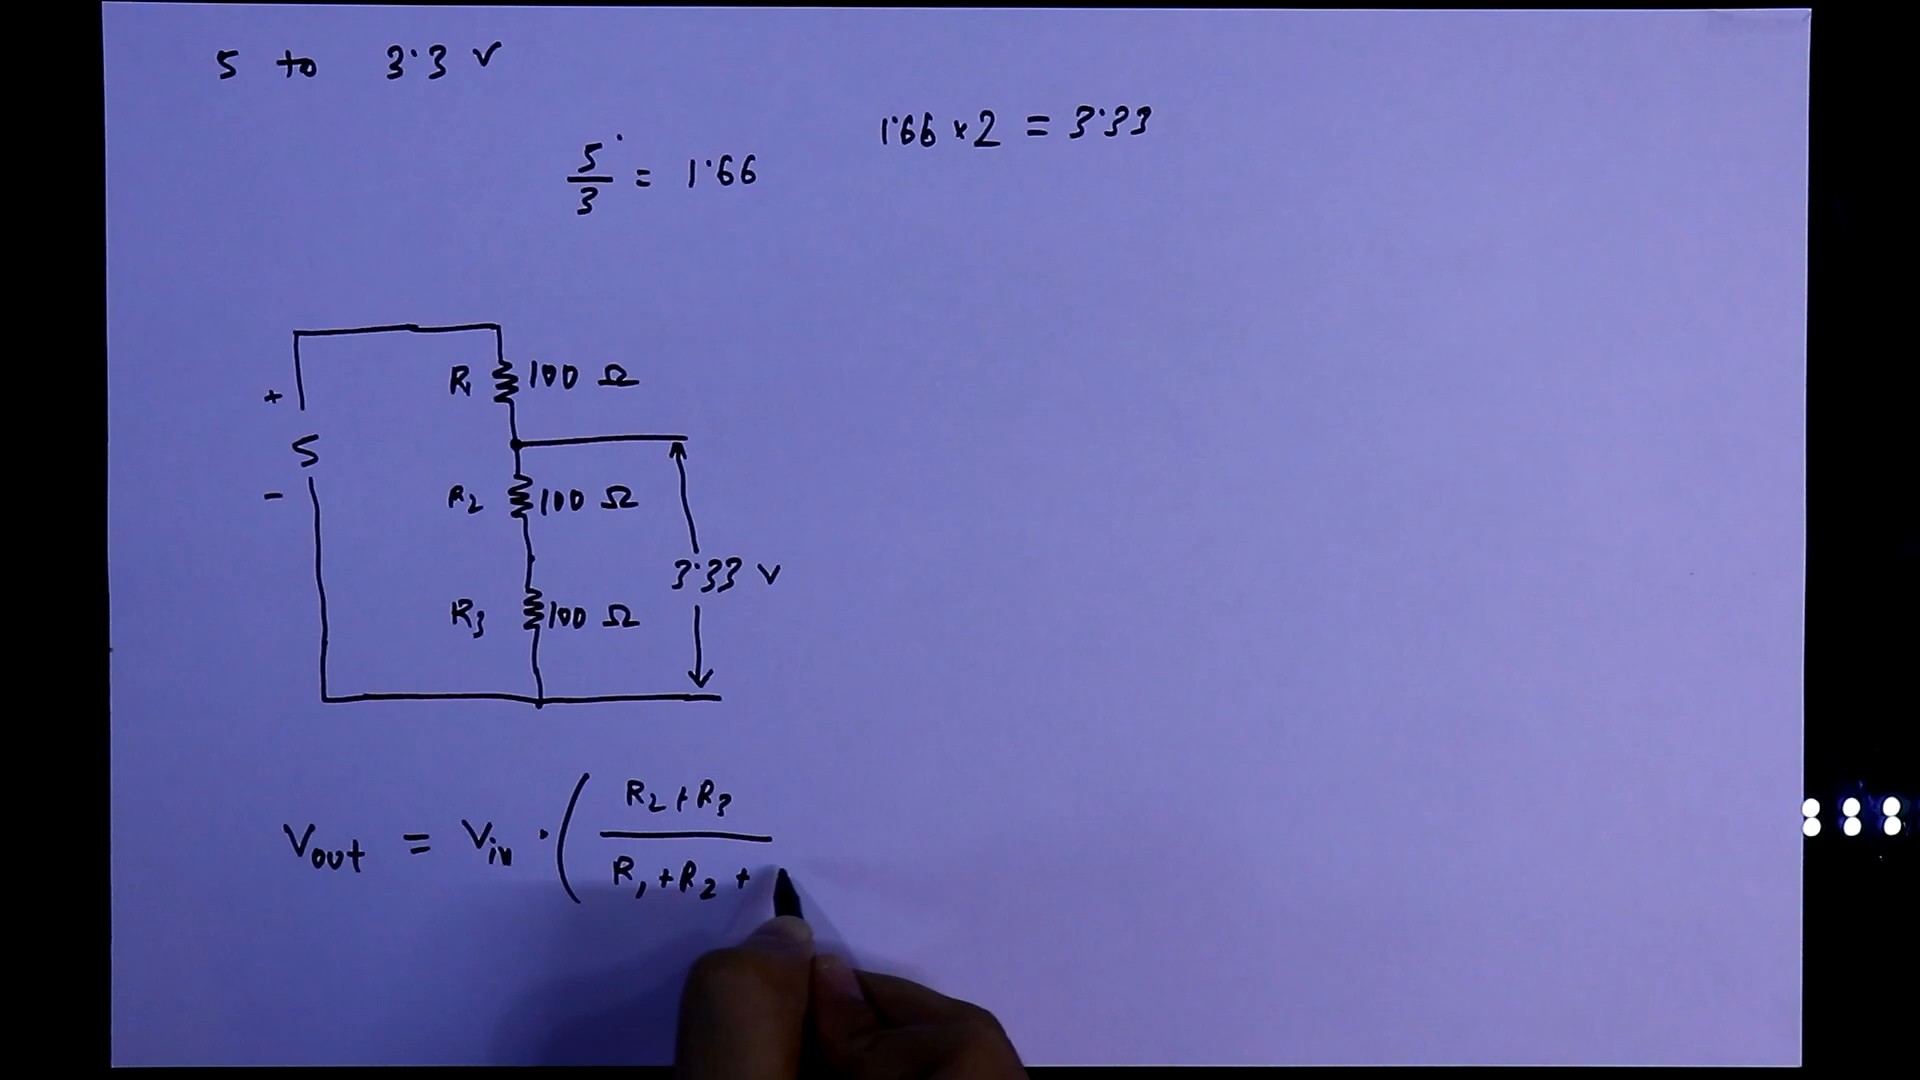 5 to 3.3 V
5/3 = 1.66
1.66 × 2 = 3.33
R1 100 Ω
+
5
-
R2 100 Ω
3.33 V
R3 100 Ω
Vout = Vin · ( R2 + R3 / R1 + R2 +